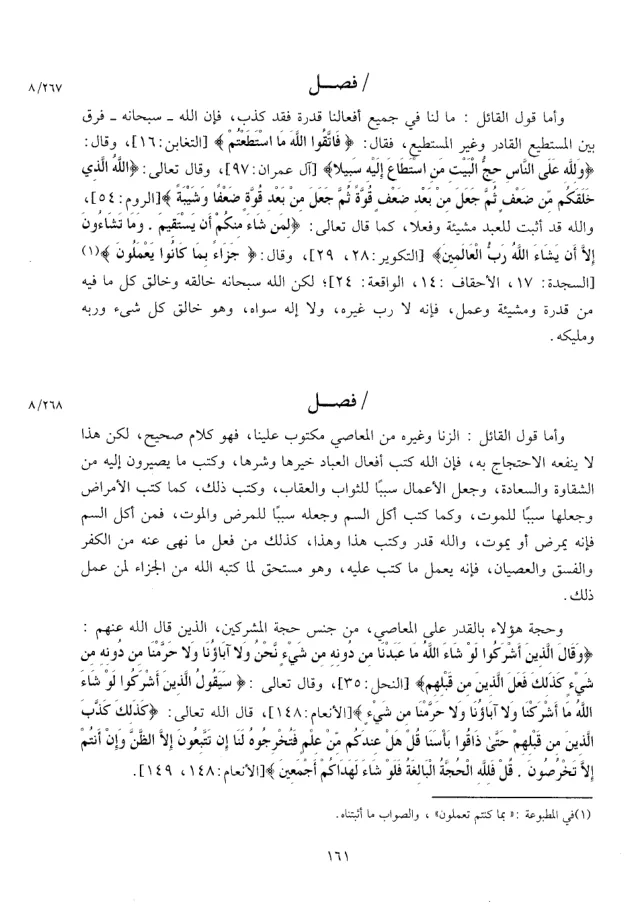 ٨/٢٦٧
/ فصــل
وأما قول القائل : ما لنا في جميع أفعالنا قدرة فقد كذب، فإن الله ـ سبحانه ـ فرق
بين المستطيع القادر وغير المستطيع، فقال: ﴿ فَاتَّقُوا اللَّهَ مَا اسْتَطَعْتُمْ ﴾ [التغابن:١٦]، وقال:
﴿وَلِلَّهِ عَلَى النَّاسِ حِجُّ الْبَيْتِ مَنِ اسْتَطَاعَ إِلَيْهِ سَبِيلاً﴾ [آل عمران:٩٧]، وقال تعالى:﴿اللَّهُ الَّذِي
خَلَقَكُم مِّن ضَعْفٍ ثُمَّ جَعَلَ مِنْ بَعْدِ ضَعْفٍ قُوَّةً ثُمَّ جَعَلَ مِنْ بَعْدِ قُوَّةٍ ضَعْفًا وَشَيْبَةً ﴾[الروم:٥٤]،
والله قد أثبت للعبد مشيئة وفعلا، كما قال تعالى: ﴿لِمَن شَاءَ مِنكُمْ أَن يَسْتَقِيمَ . وَمَا تَشَاءُونَ
إِلاَّ أَن يَشَاءَ اللَّهُ رَبُّ الْعَالَمِينَ﴾ [التكوير:٢٨، ٢٩]، وقال:﴿ جَزَاءً بِمَا كَانُوا يَعْمَلُونَ ﴾(١)
[السجدة: ١٧، الأحقاف :١٤، الواقعة: ٢٤]؛ لكن الله سبحانه خالقه وخالق كل ما فيه
من قدرة ومشيئة وعمل، فإنه لا رب غيره، ولا إله سواه، وهو خالق كل شىء وربه
ومليكه.
٨/٢٦٨
/ فصــل
وأما قول القائل : الزنا وغيره من المعاصي مكتوب علينا، فهو كلام صحيح، لكن هذا
لا ينفعه الاحتجاج به، فإن الله كتب أفعال العباد خيرها وشرها، وكتب ما يصيرون إليه من
الشقاوة والسعادة، وجعل الأعمال سببًا للثواب والعقاب، وكتب ذلك، كما كتب الأمراض
وجعلها سببًا للموت، وكما كتب أكل السم وجعله سببًا للمرض والموت، فمن أكل السم
فإنه يمرض أو يموت، والله قدر وكتب هذا وهذا، كذلك من فعل ما نهى عنه من الكفر
والفسق والعصيان، فإنه يعمل ما كتب عليه، وهو مستحق لما كتبه الله من الجزاء لمن عمل
ذلك.
وحجة هؤلاء بالقدر على المعاصي، من جنس حجة المشركين، الذين قال الله عنهم :
﴿وَقَالَ الَّذِينَ أَشْرَكُوا لَوْ شَاءَ اللَّهُ مَا عَبَدْنَا مِن دُونِهِ مِن شَيْءٍ نَّحْنُ وَلا آبَاؤُنَا وَلا حَرَّمْنَا مِن دُونِهِ مِن
شَيْءٍ كَذَلِكَ فَعَلَ الَّذِينَ مِن قَبْلِهِمْ﴾ [النحل:٣٥]، وقال تعالى :﴿ سَيَقُولُ الَّذِينَ أَشْرَكُوا لَوْ شَاءَ
اللَّهُ مَا أَشْرَكْنَا وَلا آبَاؤُنَا وَلا حَرَّمْنَا مِن شَيْءٍ ﴾[الأنعام:١٤٨]، قال الله تعالى: ﴿كَذَلِكَ كَذَّبَ
الَّذِينَ مِن قَبْلِهِمْ حَتَّىٰ ذَاقُوا بَأْسَنَا قُلْ هَلْ عِندَكُم مِّنْ عِلْمٍ فَتُخْرِجُوهُ لَنَا إِن تَتَّبِعُونَ إِلاَّ الظَّنَّ وَإِنْ أَنتُمْ
إِلاَّ تَخْرُصُونَ . قُلْ فَلِلَّهِ الْحُجَّةُ الْبَالِغَةُ فَلَوْ شَاءَ لَهَدَاكُمْ أَجْمَعِينَ ﴾[الأنعام:١٤٨، ١٤٩].
(١)في المطبوعة :« بما كنتم تعملون» ، والصواب ما أثبتناه.
١٦١